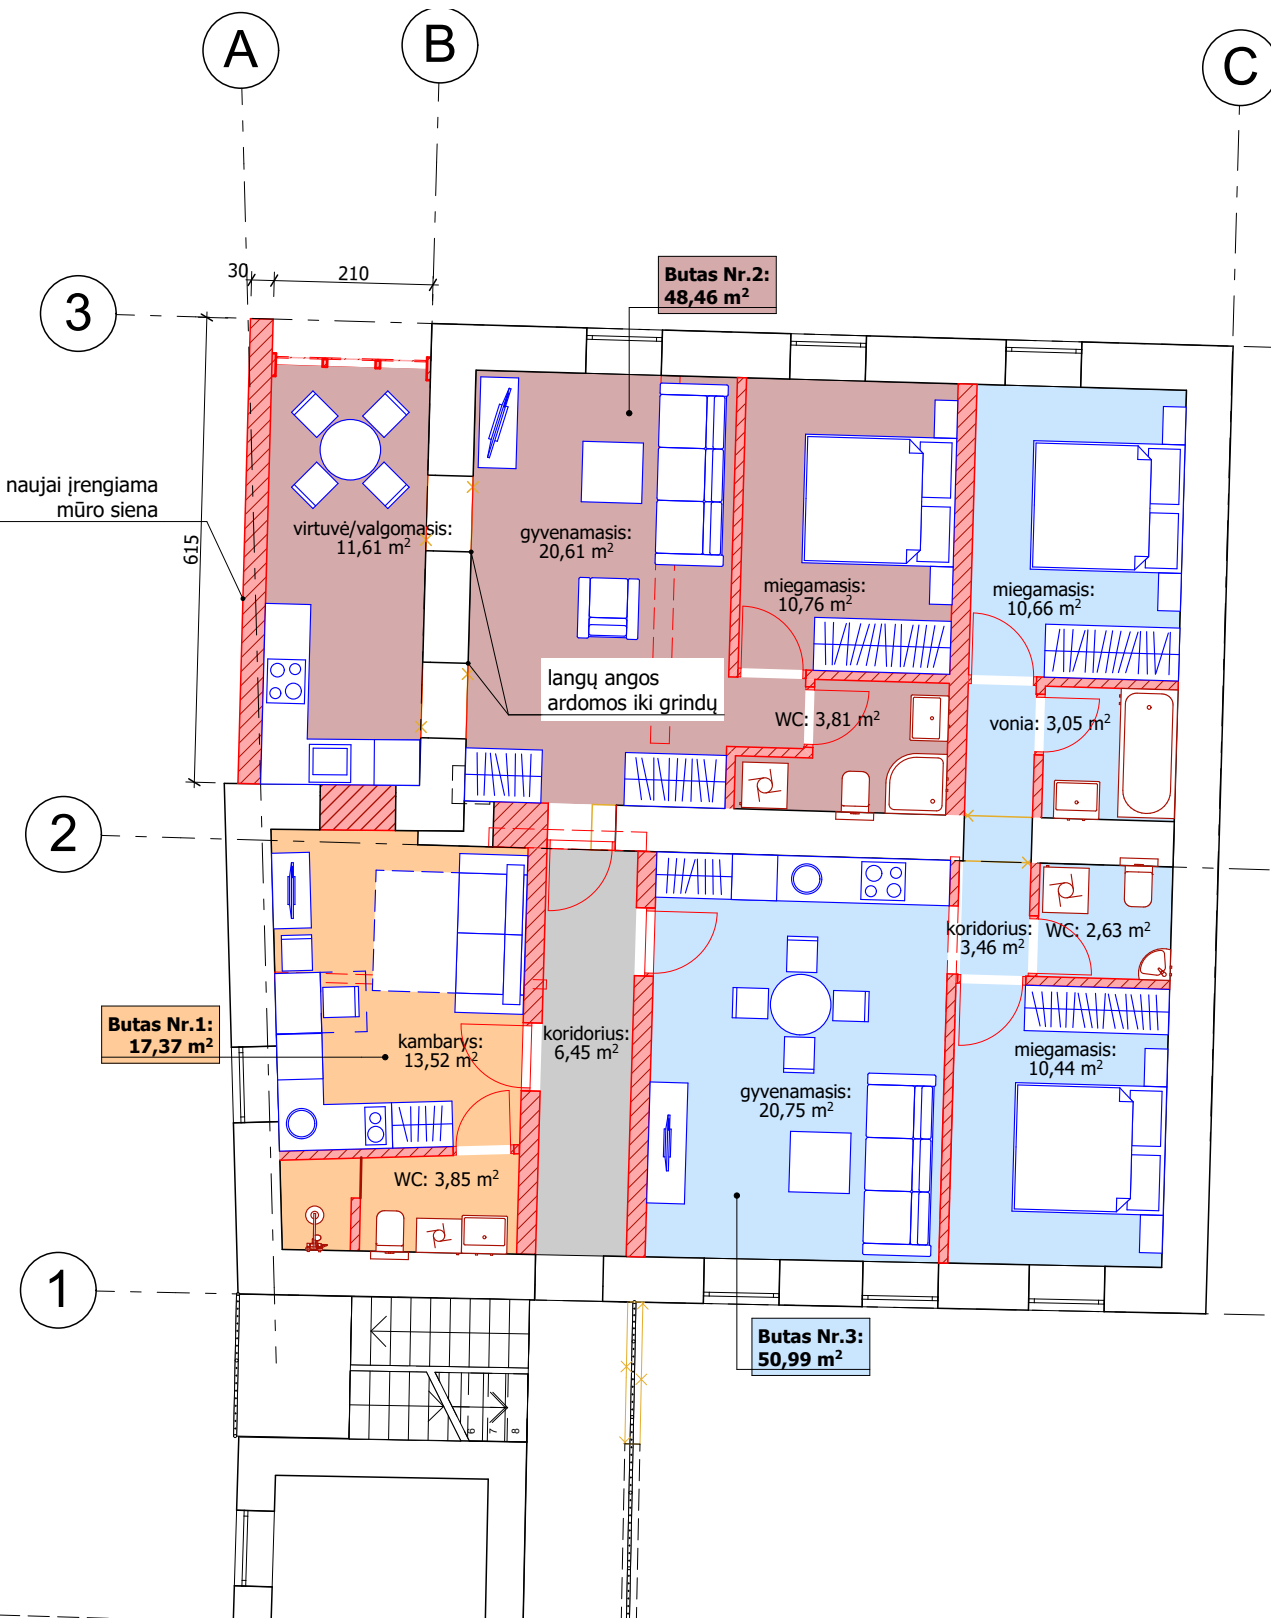 A
B
C
30
210
3
Butas Nr.2:
48,46 m²
naujai įrengiama
mūro siena
615
virtuvė/valgomasis:
11,61 m²
gyvenamasis:
20,61 m²
miegamasis:
10,76 m²
miegamasis:
10,66 m²
langų angos
ardomos iki grindų
WC: 3,81 m²
vonia: 3,05 m²
2
koridorius:
3,46 m²
WC: 2,63 m²
Butas Nr.1:
17,37 m²
kambarys:
13,52 m²
koridorius:
6,45 m²
miegamasis:
10,44 m²
gyvenamasis:
20,75 m²
WC: 3,85 m²
1
Butas Nr.3:
50,99 m²
6
7
8